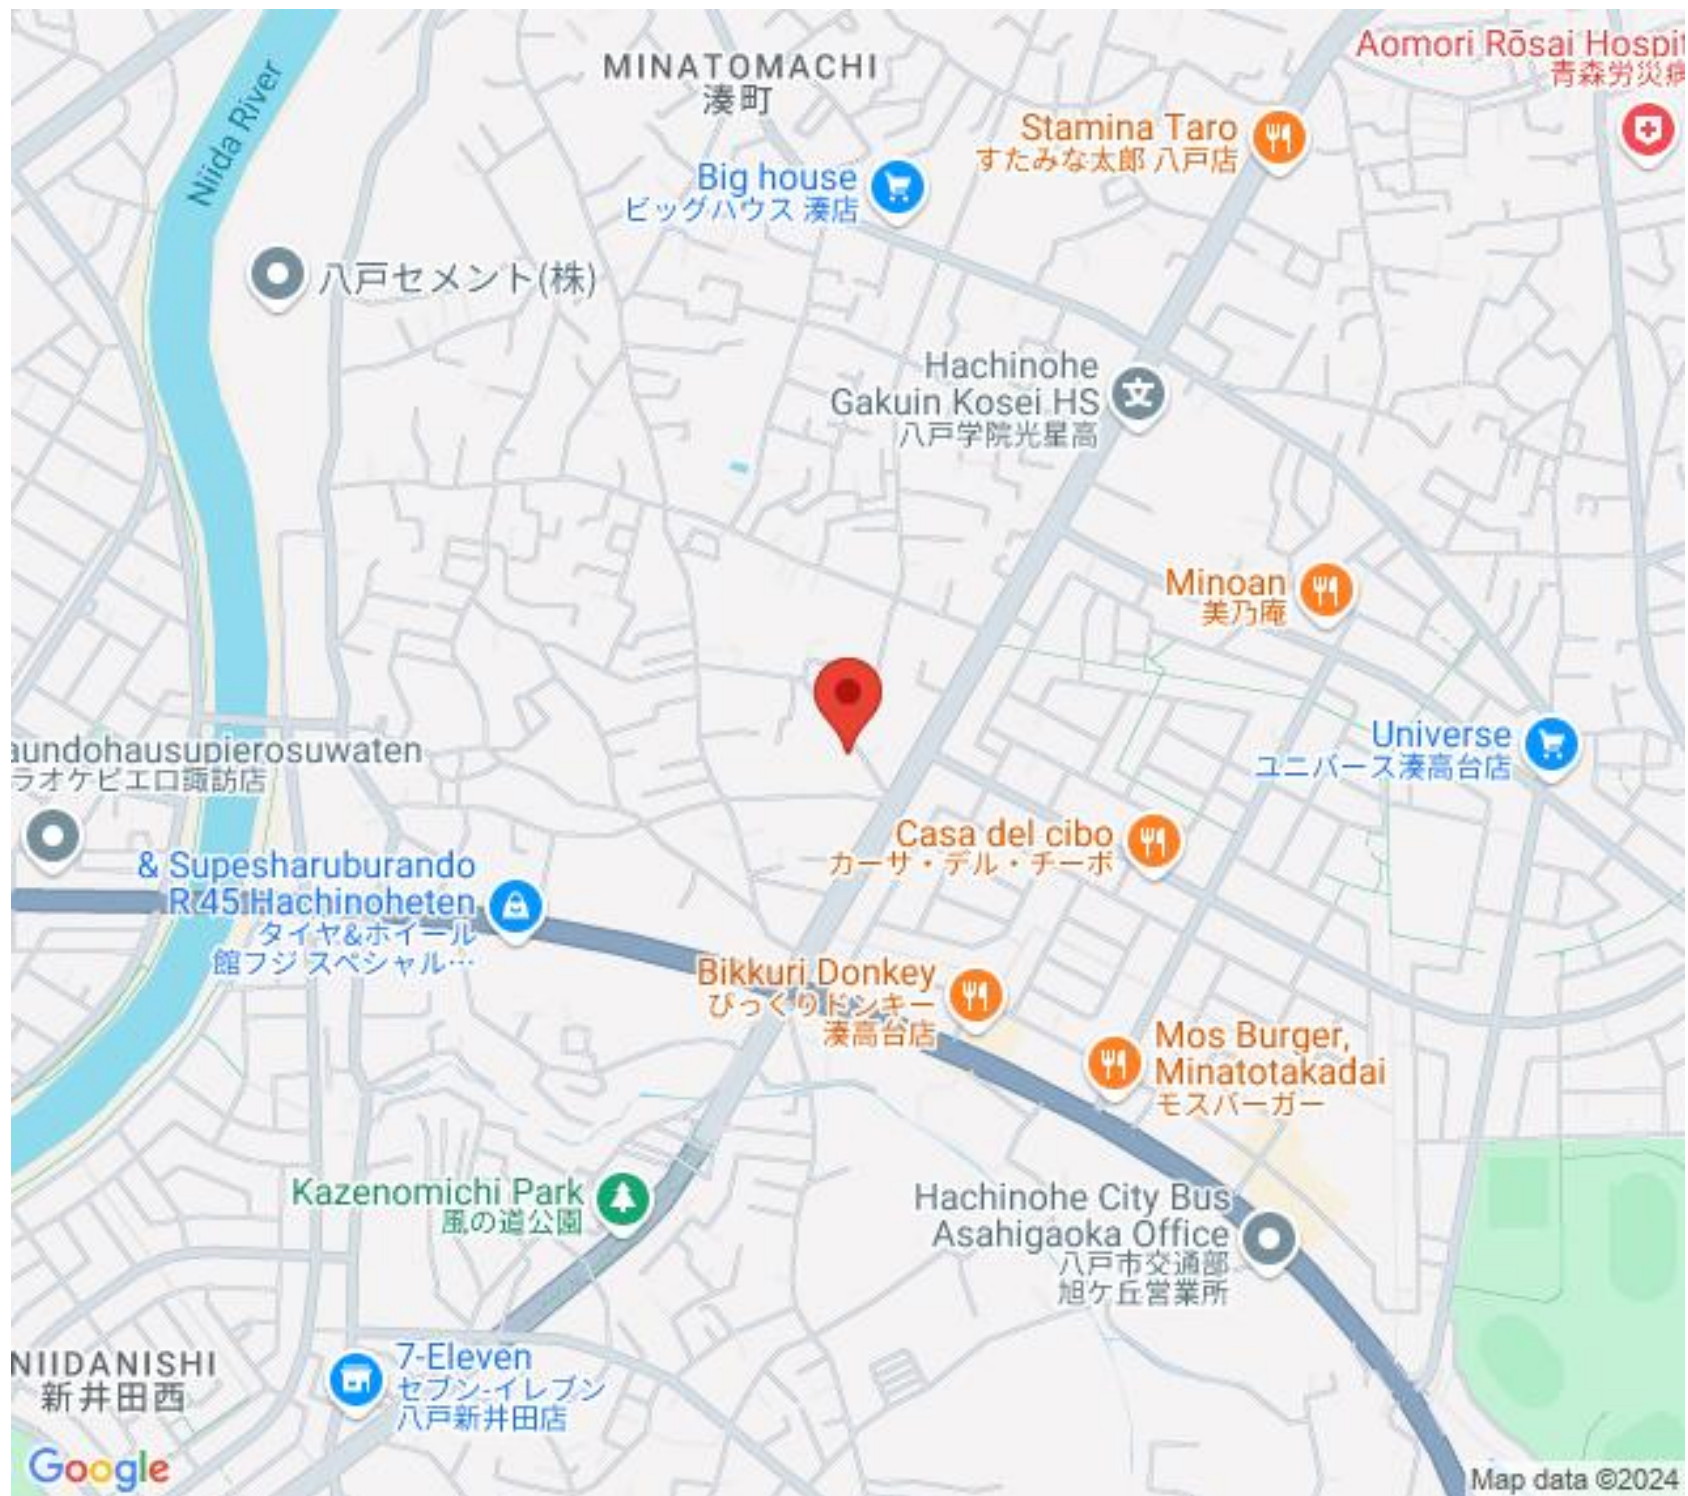 MINATOMACHI
湊町
Aomori Rōsai Hospit
青森労災病
Niida River
Stamina Taro
すたみな太郎 八戸店
Big house
ビッグハウス 湊店
八戸セメント(株)
Hachinohe
Gakuin Kosei HS
八戸学院光星高
文
Minoan
美乃庵
Universe
ユニバース湊高台店
aundohausupierosuwaten
ラオケピエロ諏訪店
Casa del cibo
カーサ・デル・チーボ
& Supesharuburando
R 45 Hachinoheten
タイヤ&ホイール
館フジ スペシャル…
Bikkuri Donkey
びっくりドンキー
湊高台店
Mos Burger,
Minatotakadai
モスバーガー
Kazenomichi Park
風の道公園
Hachinohe City Bus
Asahigaoka Office
八戸市交通部
旭ケ丘営業所
NIIDANISHI
新井田西
7-Eleven
セブン-イレブン
八戸新井田店
Google
Map data ©2024